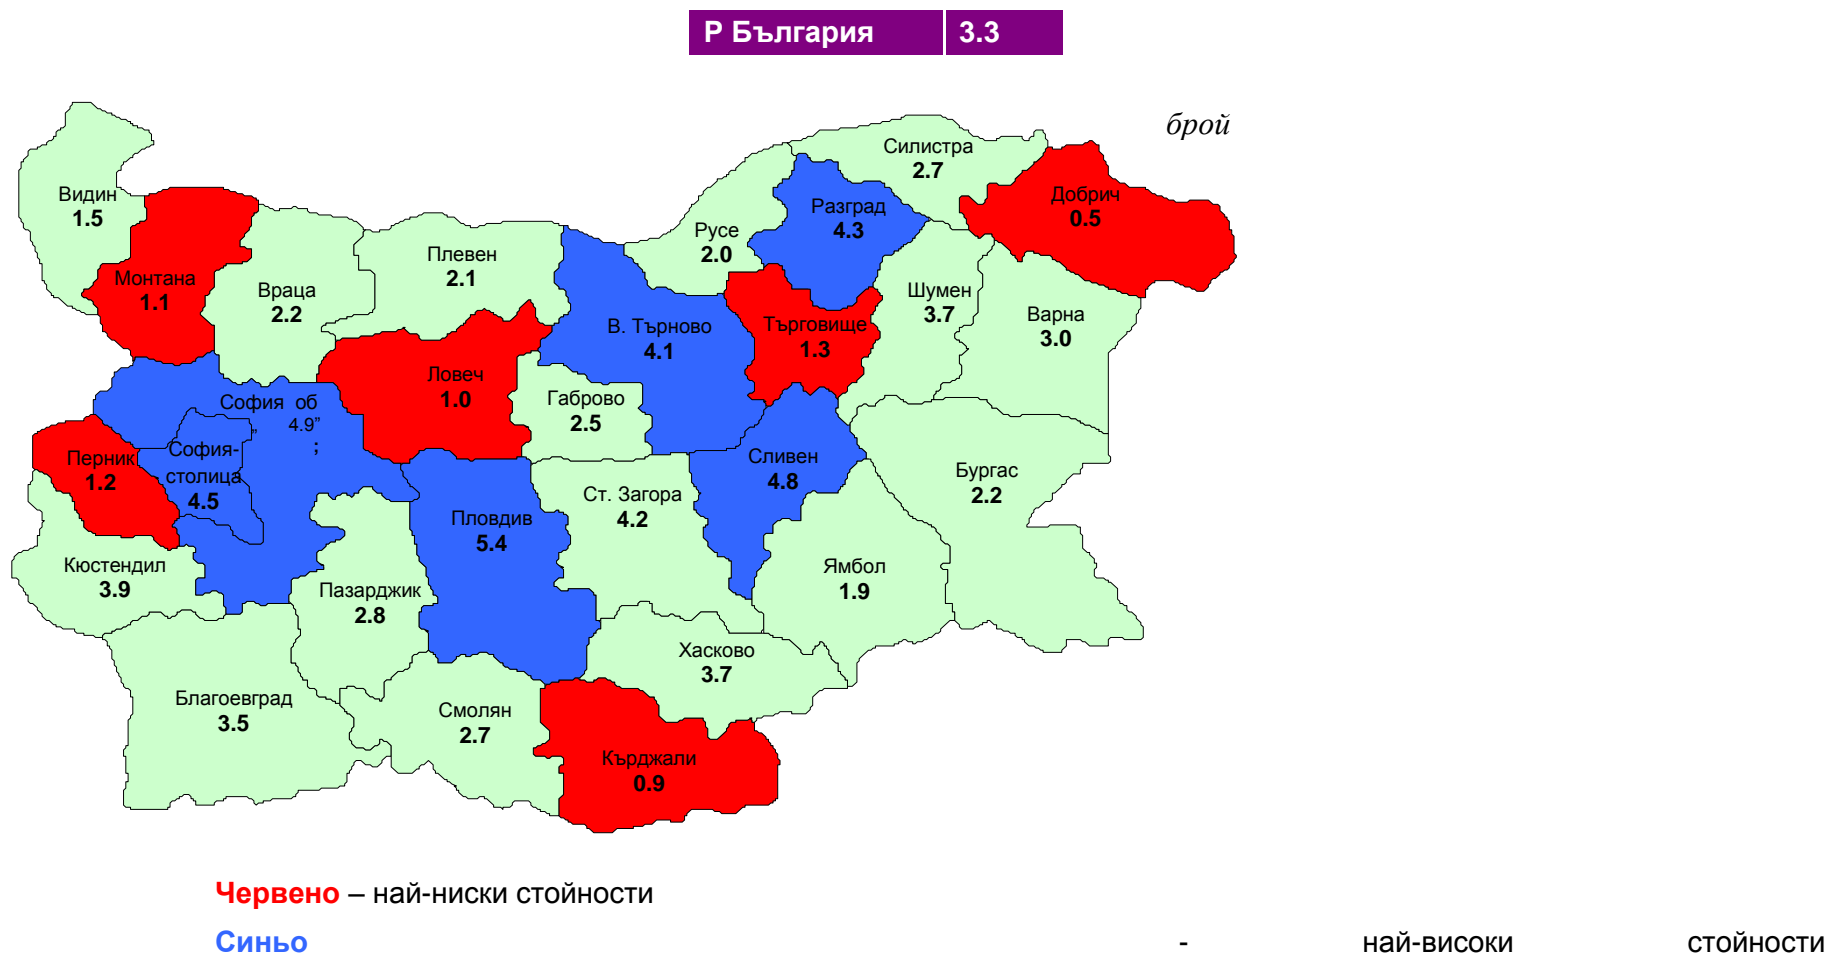 Р България 3.3
брой
Силистра
2.7
Видин
1.5
Добрич
0.5
Разград
4.3
Русе
2.0
Плевен
2.1
Монтана
1.1
Враца
2.2
Шумен
3.7
Варна
3.0
В. Търново
4.1
Търговище
1.3
Ловеч
1.0
Габрово
2.5
София об
„ 4.9”
;
Перник
1.2
София-
столица
4.5
Сливен
4.8
Бургас
2.2
Ст. Загора
4.2
Пловдив
5.4
Кюстендил
3.9
Пазарджик
2.8
Ямбол
1.9
Хасково
3.7
Благоевград
3.5
Смолян
2.7
Кърджали
0.9
Червено – най-ниски стойности
Синьо - най-високи стойности